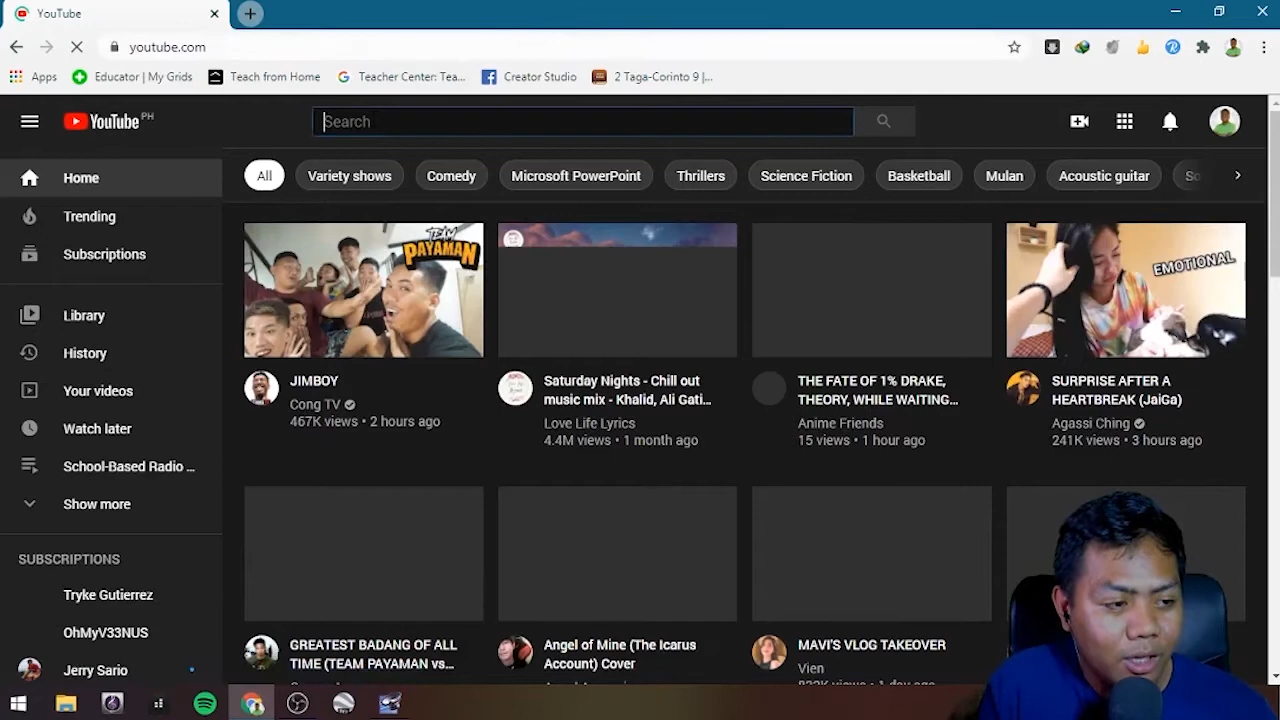 YouTube
youtube.com
Apps
Educator | My Grids
Teach from Home
Teacher Center: Tea...
Creator Studio
2 Taga-Corinto 9 |...
YouTube PH
Search
All
Variety shows
Comedy
Microsoft PowerPoint
Thrillers
Science Fiction
Basketball
Mulan
Acoustic guitar
So
Home
Trending
Subscriptions
Library
History
Your videos
Watch later
School-Based Radio ...
Show more
SUBSCRIPTIONS
Tryke Gutierrez
OhMyV33NUS
Jerry Sario
TEAM
PAYAMAN
JIMBOY
Cong TV
467K views • 2 hours ago
Saturday Nights - Chill out
music mix - Khalid, Ali Gati...
Love Life Lyrics
4.4M views • 1 month ago
THE FATE OF 1% DRAKE,
THEORY, WHILE WAITING...
Anime Friends
15 views • 1 hour ago
EMOTIONAL
SURPRISE AFTER A
HEARTBREAK (JaiGa)
Agassi Ching
241K views • 3 hours ago
GREATEST BADANG OF ALL
TIME (TEAM PAYAMAN vs...
Angel of Mine (The Icarus
Account) Cover
MAVI'S VLOG TAKEOVER
Vien